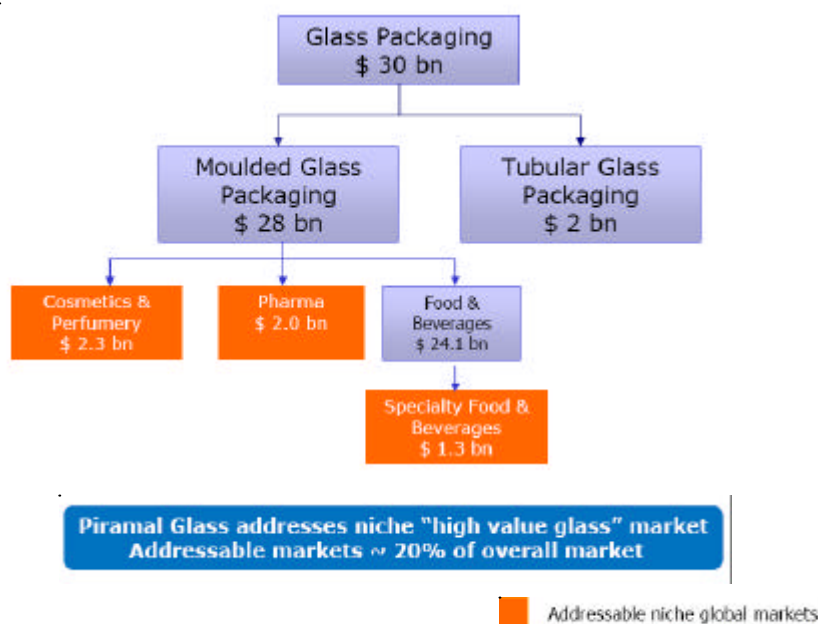 Glass Packaging
$ 30 bn
Moulded Glass
Packaging
$ 28 bn
Tubular Glass
Packaging
$ 2 bn
Cosmetics &
Perfumery
$ 2.3 bn
Pharma
$ 2.0 bn
Food &
Beverages
$ 24.1 bn
Specialty Food &
Beverages
$ 1.3 bn
Piramal Glass addresses niche “high value glass” market
Addressable markets ~ 20% of overall market
Addressable niche global markets